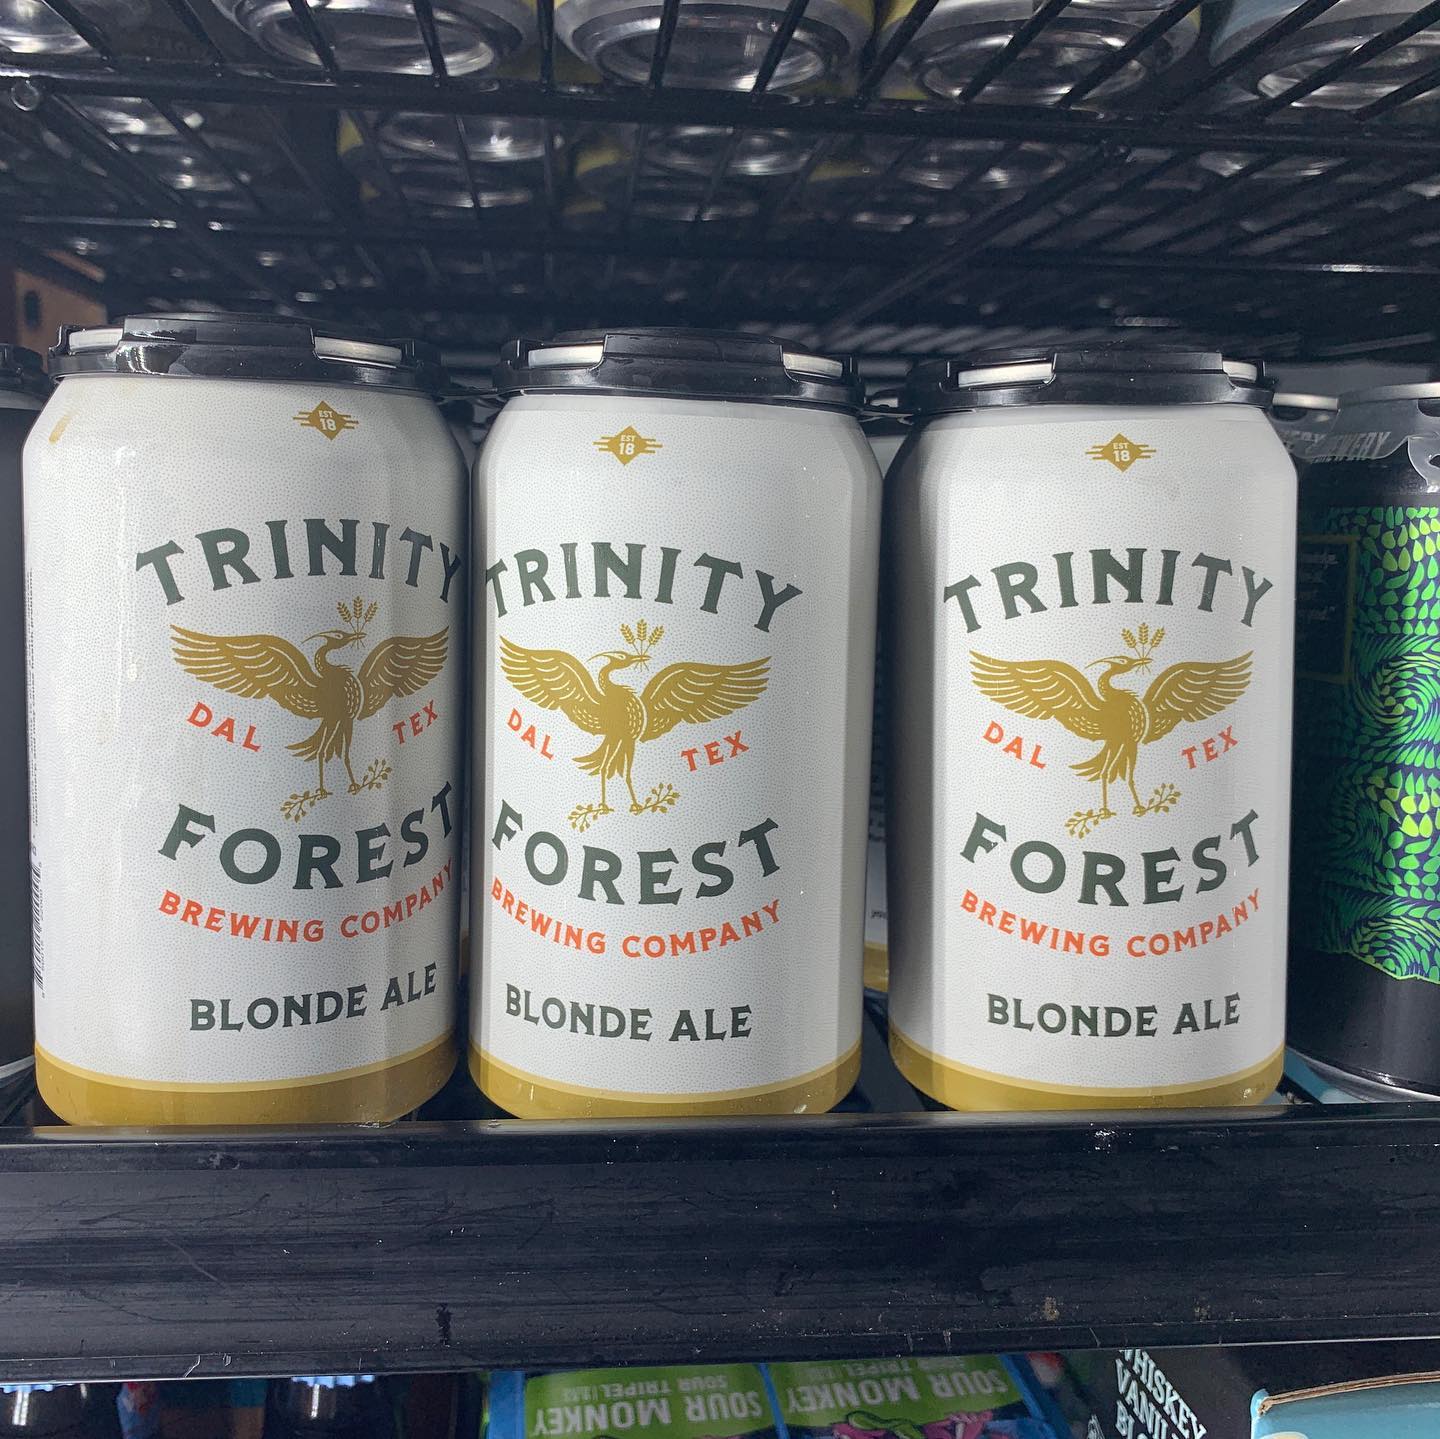 EST
18
TRINITY
DAL TEX
FOREST
BREWING COMPANY
BLONDE ALE
EST
18
TRINITY
DAL TEX
FOREST
BREWING COMPANY
BLONDE ALE
EST
18
TRINITY
DAL TEX
FOREST
BREWING COMPANY
BLONDE ALE
SOUR MONKEY
SOUR TRIPEL
SOUR MONKEY
SOUR TRIPEL
WHISKEY